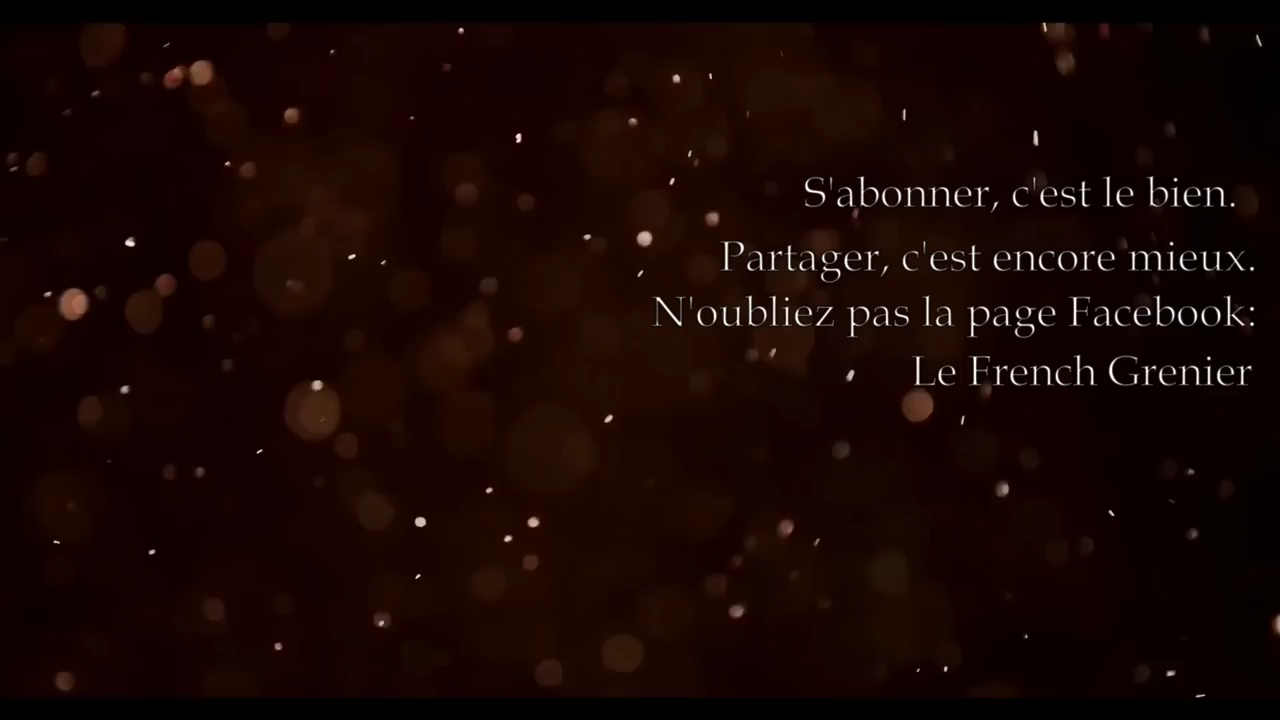 S'abonner, c'est le bien.
Partager, c'est encore mieux.
N'oubliez pas la page Facebook:
Le French Grenier